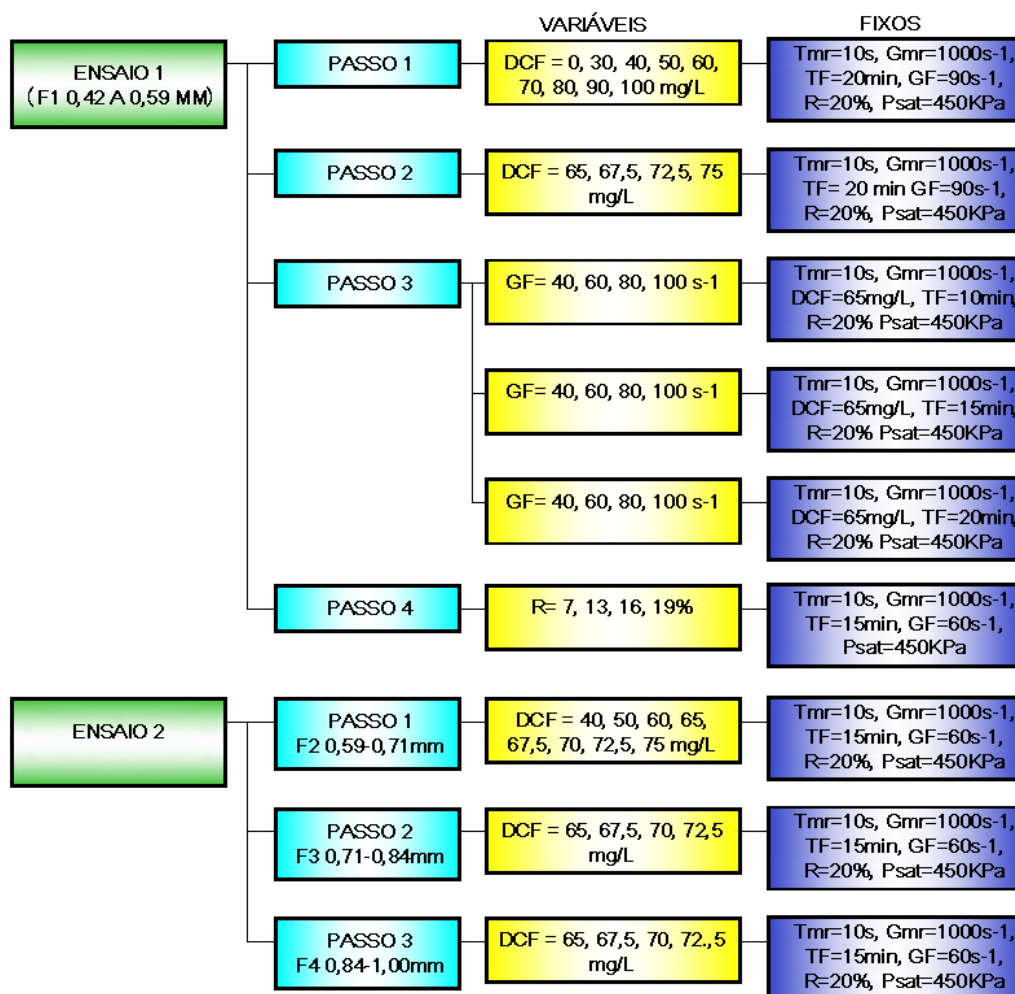 VARIÁVEIS
FIXOS
ENSAIO 1
(F1 0,42 A 0,59 MM)
PASSO 1
DCF = 0, 30, 40, 50, 60,
70, 80, 90, 100 mg/L
Tmr=10s, Gmr=1000s-1,
TF=20min, GF=90s-1,
R=20%, Psat=450KPa
PASSO 2
DCF = 65, 67,5, 72,5, 75
mg/L
Tmr=10s, Gmr=1000s-1,
TF= 20 min GF=90s-1,
R=20%, Psat=450KPa
PASSO 3
GF= 40, 60, 80, 100 s-1
Tmr=10s, Gmr=1000s-1,
DCF=65mg/L, TF=10min,
R=20% Psat=450KPa
GF= 40, 60, 80, 100 s-1
Tmr=10s, Gmr=1000s-1,
DCF=65mg/L, TF=15min,
R=20% Psat=450KPa
GF= 40, 60, 80, 100 s-1
Tmr=10s, Gmr=1000s-1,
DCF=65mg/L, TF=20min,
R=20% Psat=450KPa
PASSO 4
R= 7, 13, 16, 19%
Tmr=10s, Gmr=1000s-1,
TF=15min, GF=60s-1,
Psat=450KPa
ENSAIO 2
PASSO 1
F2 0,59-0,71mm
DCF = 40, 50, 60, 65,
67,5, 70, 72,5, 75 mg/L
Tmr=10s, Gmr=1000s-1,
TF=15min, GF=60s-1,
R=20%, Psat=450KPa
PASSO 2
F3 0,71-0,84mm
DCF = 65, 67,5, 70, 72,5
mg/L
Tmr=10s, Gmr=1000s-1,
TF=15min, GF=60s-1,
R=20%, Psat=450KPa
PASSO 3
F4 0,84-1,00mm
DCF = 65, 67,5, 70, 72.,5
mg/L
Tmr=10s, Gmr=1000s-1,
TF=15min, GF=60s-1,
R=20%, Psat=450KPa